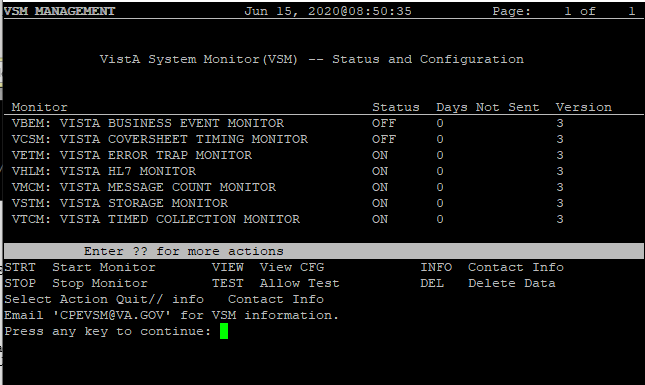 VSM MANAGEMENT Jun 15, 2020@08:50:35 Page: 1 of 1
VistA System Monitor(VSM) -- Status and Configuration
Monitor Status Days Not Sent Version
VBEM: VISTA BUSINESS EVENT MONITOR OFF 0 3
VCSM: VISTA COVERSHEET TIMING MONITOR OFF 0 3
VETM: VISTA ERROR TRAP MONITOR ON 0 3
VHLM: VISTA HL7 MONITOR ON 0 3
VMCM: VISTA MESSAGE COUNT MONITOR ON 0 3
VSTM: VISTA STORAGE MONITOR ON 0 3
VTCM: VISTA TIMED COLLECTION MONITOR ON 0 3
Enter ?? for more actions
STRT Start Monitor VIEW View CFG INFO Contact Info
STOP Stop Monitor TEST Allow Test DEL Delete Data
Select Action Quit// info Contact Info
Email 'CPEVSM@VA.GOV' for VSM information.
Press any key to continue: